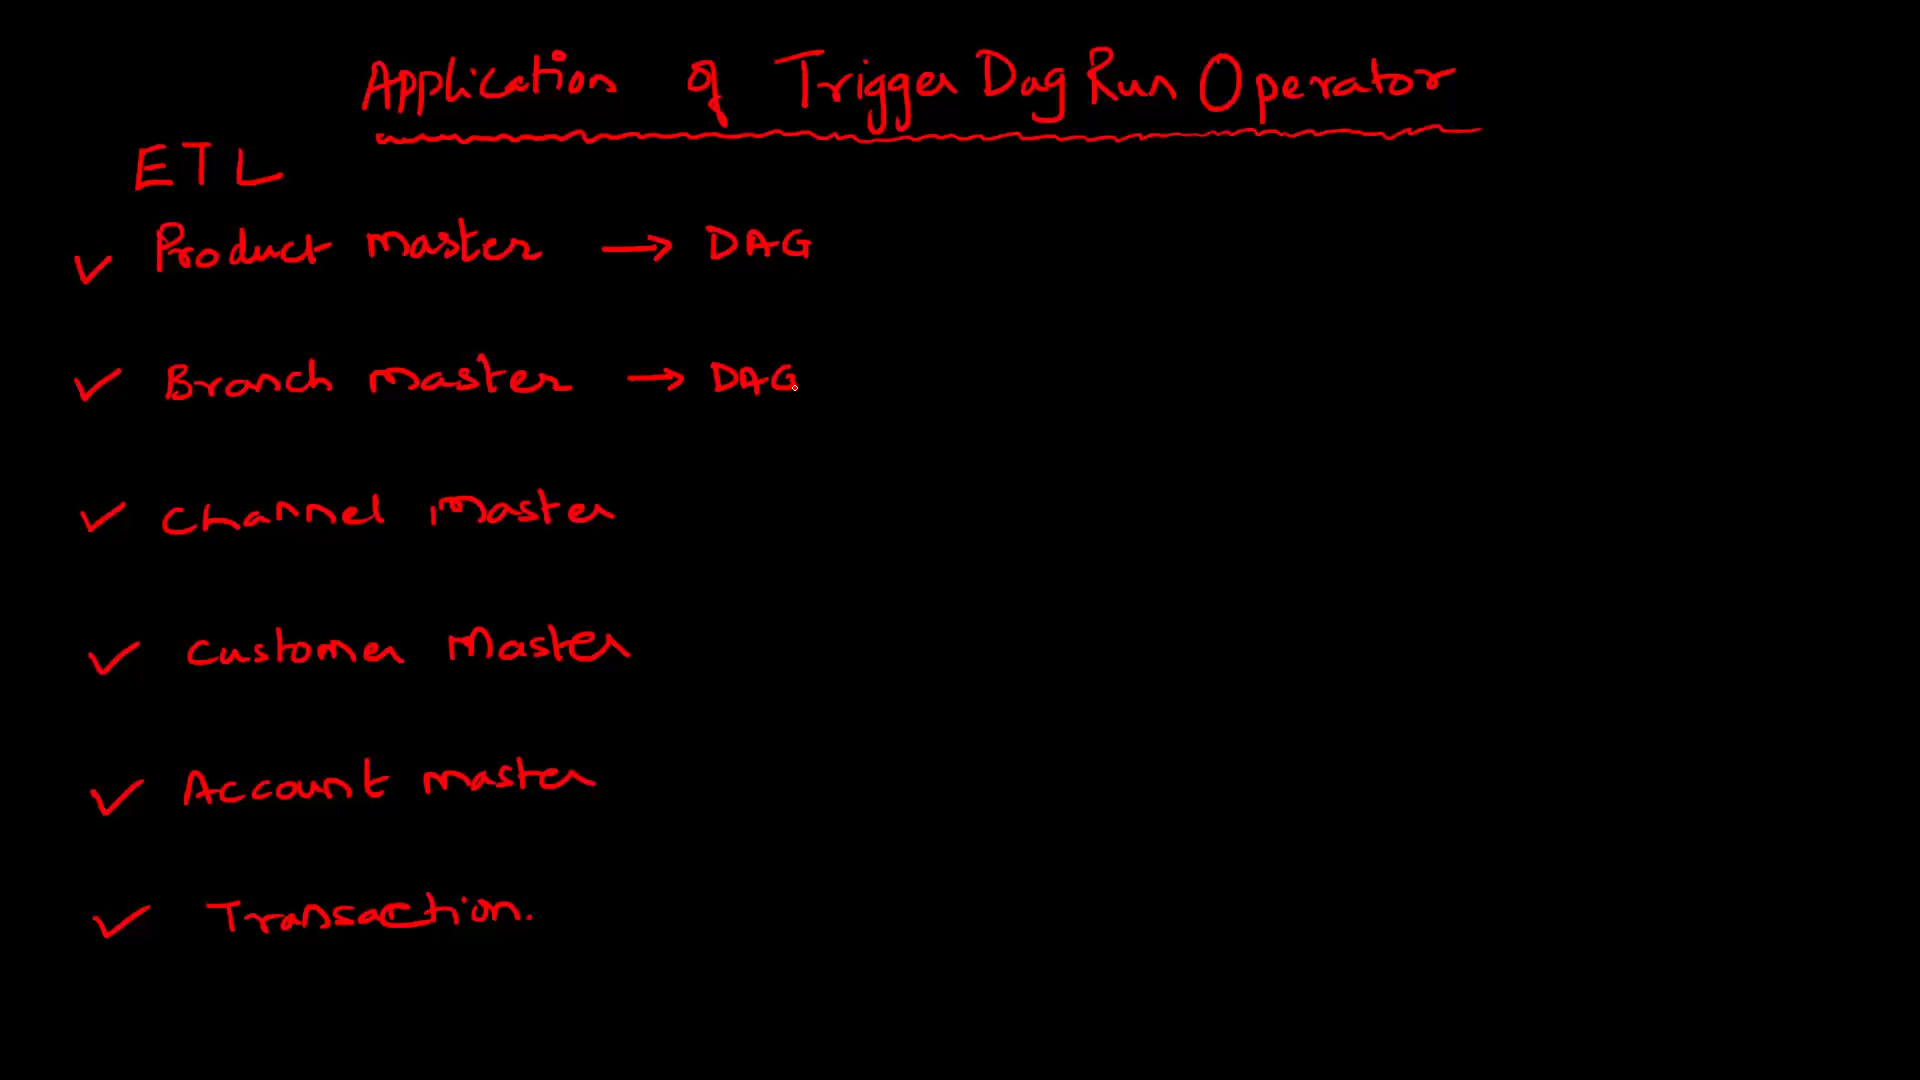 Application of Trigger Dag Run Operator
ETL
Product Master → DAG
Branch Master → DAG
Channel Master
Customer Master
Account Master
Transaction.